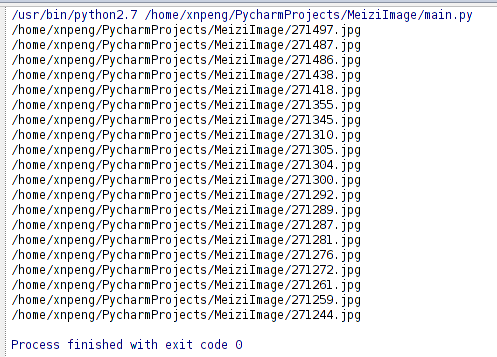 /usr/bin/python2.7 /home/xnpeng/PycharmProjects/MeiziImage/main.py
/home/xnpeng/PycharmProjects/MeiziImage/271497.jpg
/home/xnpeng/PycharmProjects/MeiziImage/271487.jpg
/home/xnpeng/PycharmProjects/MeiziImage/271486.jpg
/home/xnpeng/PycharmProjects/MeiziImage/271438.jpg
/home/xnpeng/PycharmProjects/MeiziImage/271418.jpg
/home/xnpeng/PycharmProjects/MeiziImage/271355.jpg
/home/xnpeng/PycharmProjects/MeiziImage/271345.jpg
/home/xnpeng/PycharmProjects/MeiziImage/271310.jpg
/home/xnpeng/PycharmProjects/MeiziImage/271305.jpg
/home/xnpeng/PycharmProjects/MeiziImage/271304.jpg
/home/xnpeng/PycharmProjects/MeiziImage/271300.jpg
/home/xnpeng/PycharmProjects/MeiziImage/271292.jpg
/home/xnpeng/PycharmProjects/MeiziImage/271289.jpg
/home/xnpeng/PycharmProjects/MeiziImage/271287.jpg
/home/xnpeng/PycharmProjects/MeiziImage/271281.jpg
/home/xnpeng/PycharmProjects/MeiziImage/271276.jpg
/home/xnpeng/PycharmProjects/MeiziImage/271272.jpg
/home/xnpeng/PycharmProjects/MeiziImage/271261.jpg
/home/xnpeng/PycharmProjects/MeiziImage/271259.jpg
/home/xnpeng/PycharmProjects/MeiziImage/271244.jpg
Process finished with exit code 0